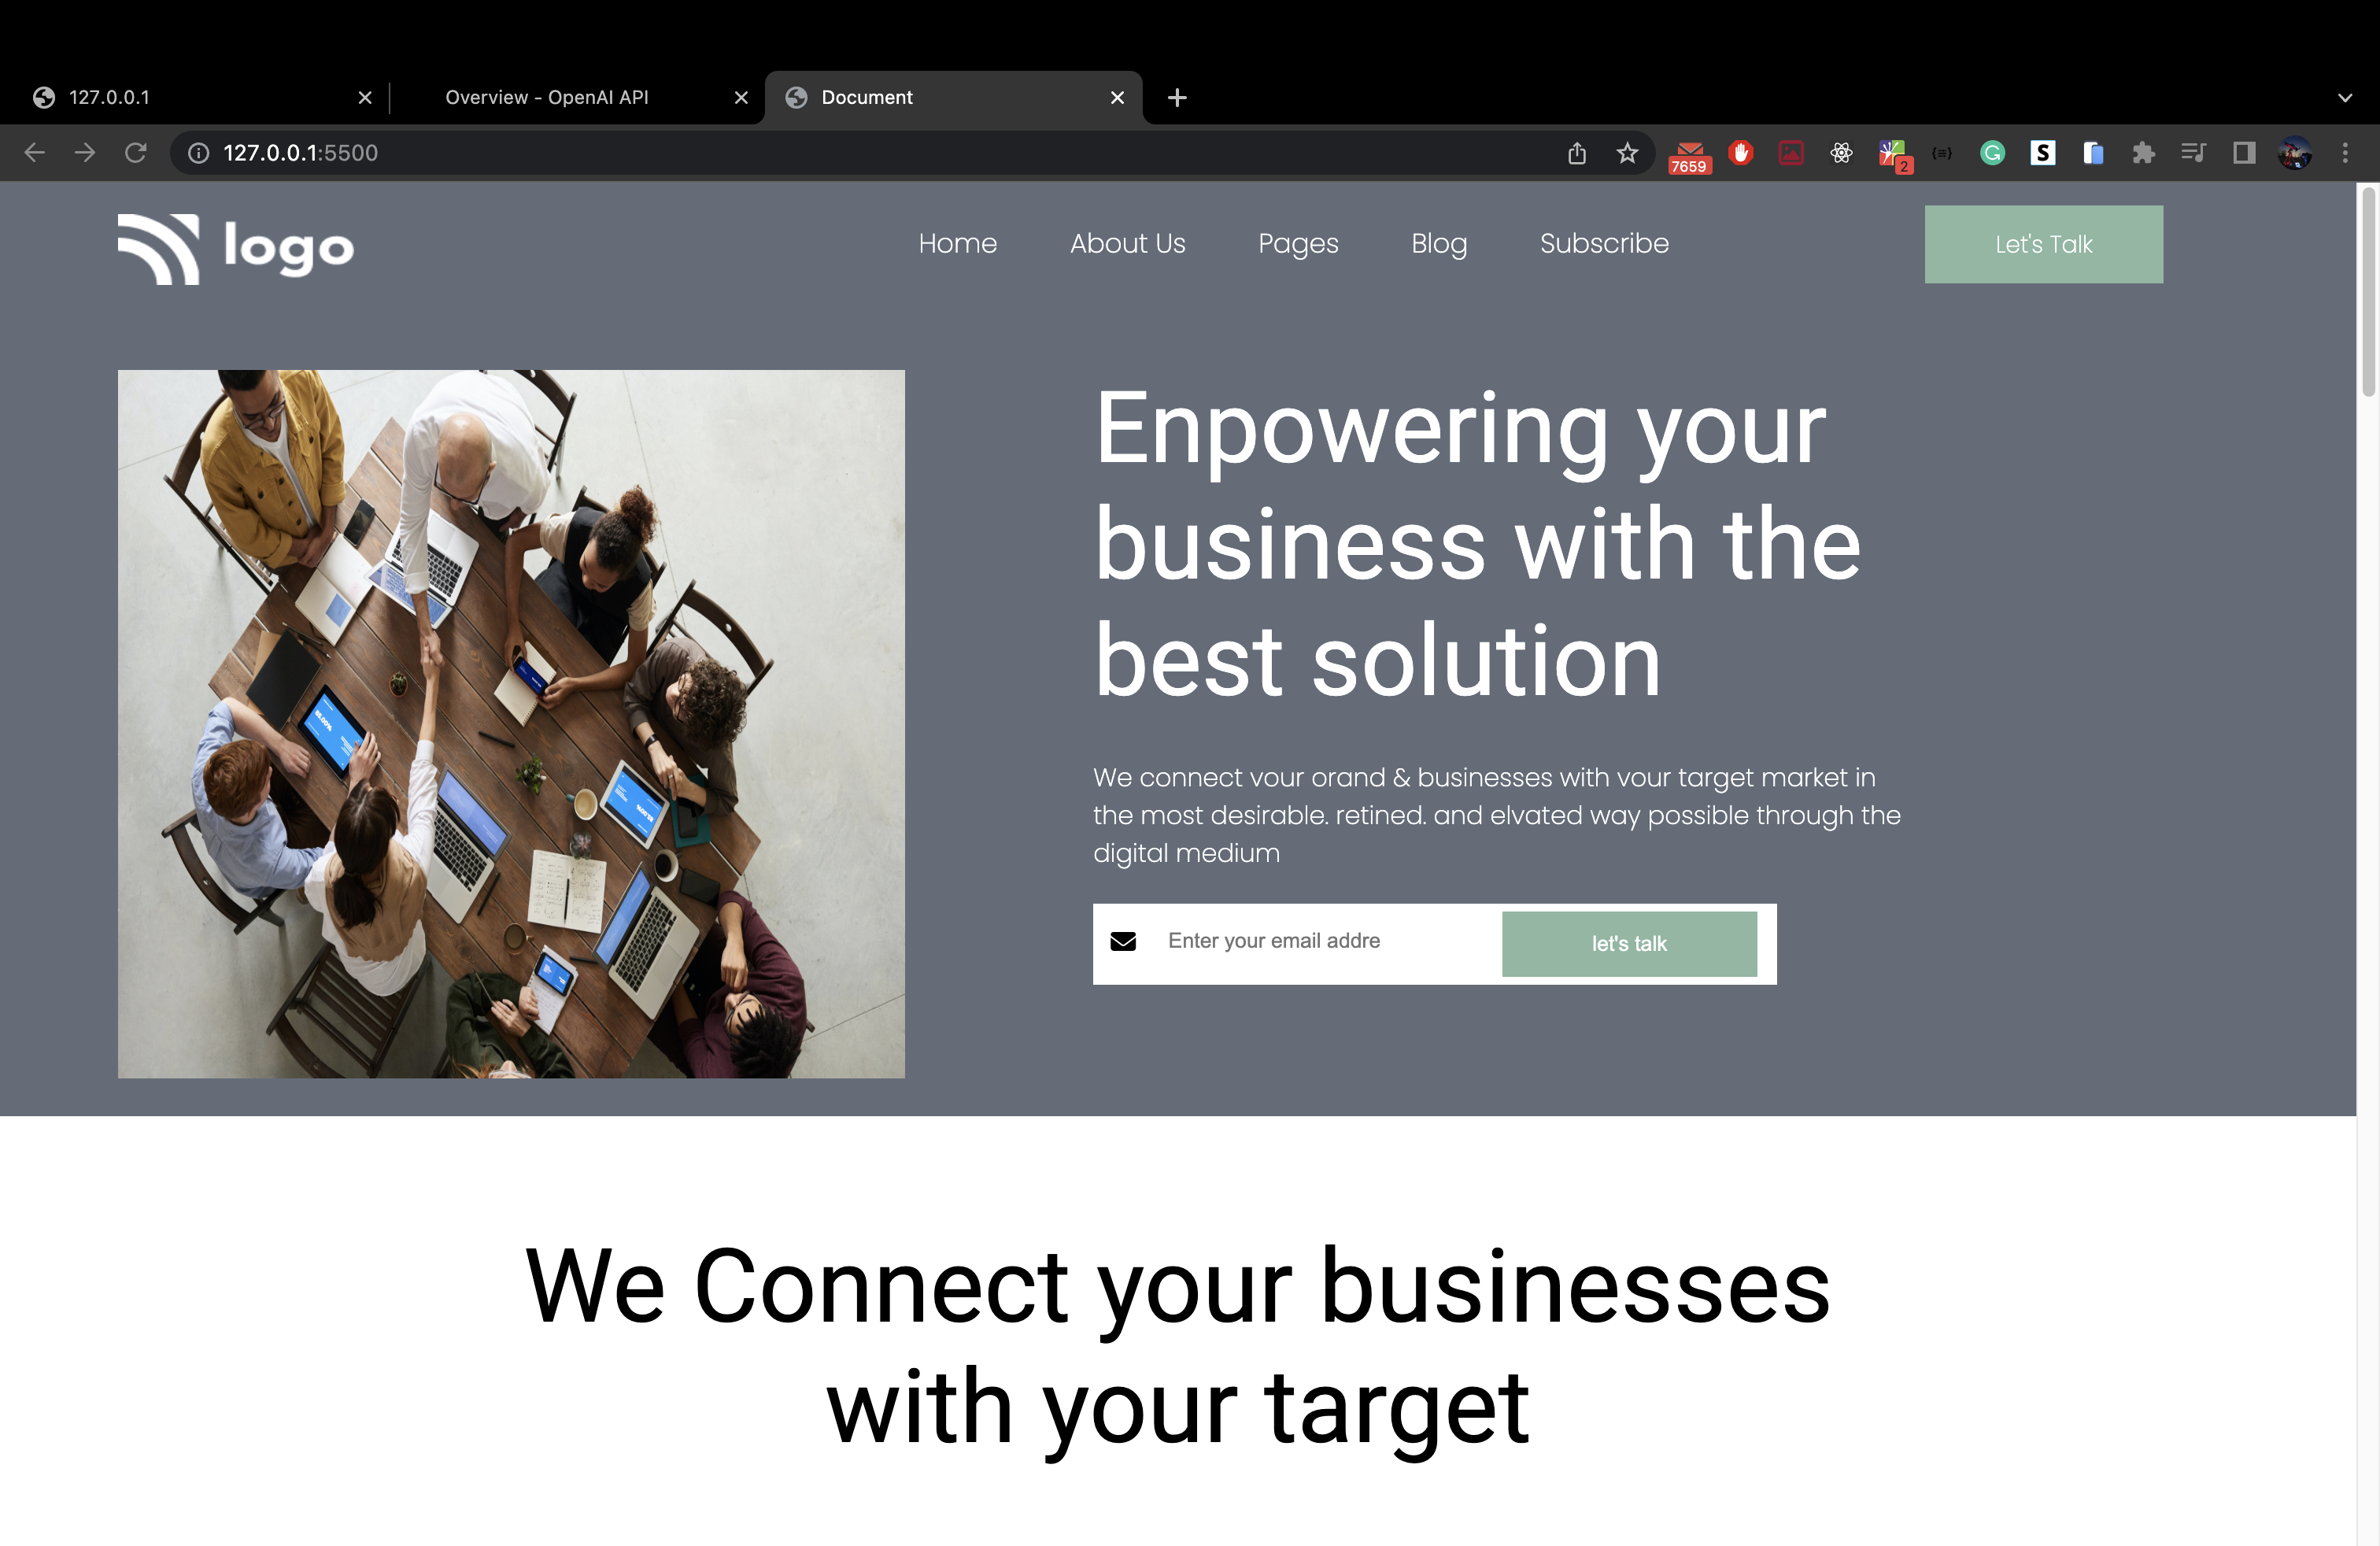 127.0.0.1
Overview - OpenAI API
Document
127.0.0.1:5500
7659
2
logo
Home
About Us
Pages
Blog
Subscribe
Let's Talk
Enpowering your
business with the
best solution
We connect vour orand & businesses with vour target market in
the most desirable. retined. and elvated way possible through the
digital medium
Enter your email addre
let's talk
We Connect your businesses
with your target